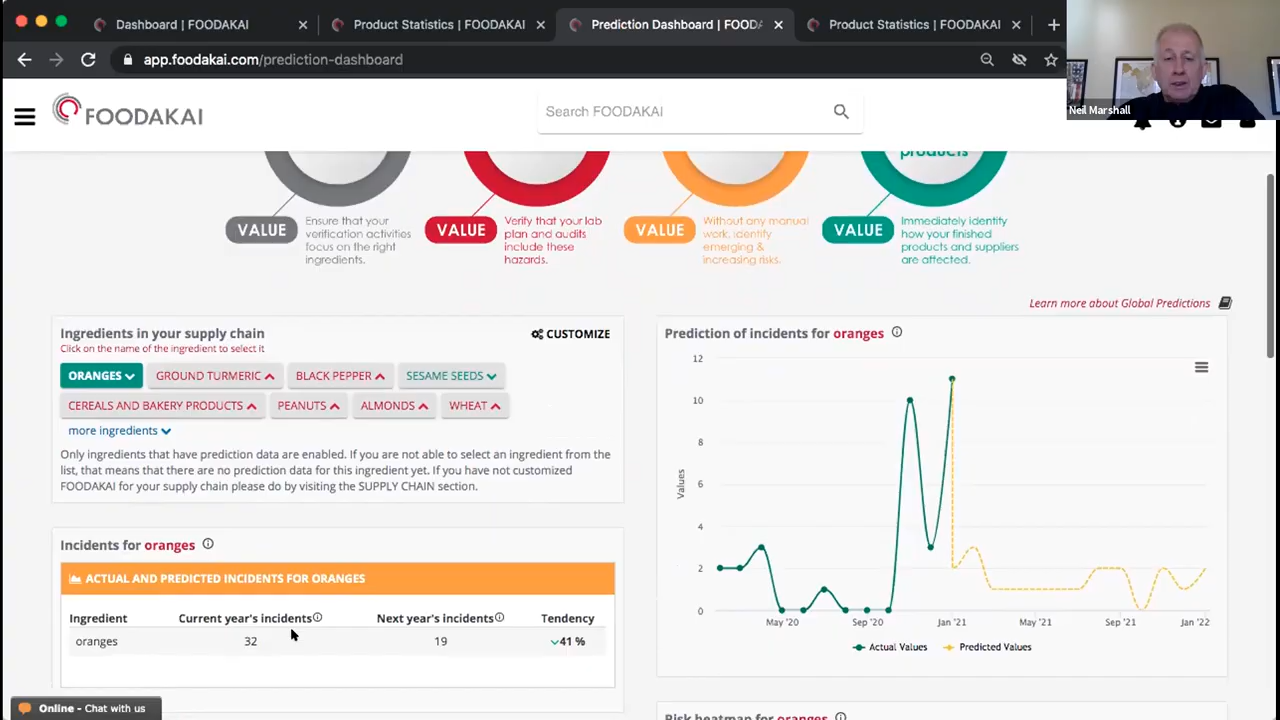 Dashboard | FOODAKAI
Product Statistics | FOODAKAI
Prediction Dashboard | FOOD
Product Statistics | FOODAKAI
app.foodakai.com/prediction-dashboard
Neil Marshall
FOODAKAI
Search FOODAKAI
products
VALUE
Ensure that your
verification activities
focus on the right
ingredients.
VALUE
Verify that your lab
plan and audits
include these
hazards.
VALUE
Without any manual
work, identify
emerging &
increasing risks.
VALUE
Immediately identify
how your finished
products and suppliers
are affected.
Learn more about Global Predictions
Ingredients in your supply chain
CUSTOMIZE
Click on the name of the ingredient to select it
ORANGES GROUND TURMERIC BLACK PEPPER SESAME SEEDS
CEREALS AND BAKERY PRODUCTS PEANUTS ALMONDS WHEAT
more ingredients
Only ingredients that have prediction data are enabled. If you are not able to select an ingredient from the
list, that means that there are no prediction data for this ingredient yet. If you have not customized
FOODAKAI for your supply chain please do by visiting the SUPPLY CHAIN section.
Incidents for oranges
ACTUAL AND PREDICTED INCIDENTS FOR ORANGES
Ingredient Current year's incidents Next year's incidents Tendency
oranges 32 19 41 %
Online - Chat with us
Prediction of incidents for oranges
12
10
8
6
4
2
0
Values
May '20 Sep '20 Jan '21 May '21 Sep '21 Jan '22
Actual Values Predicted Values
Risk heatmap for oranges